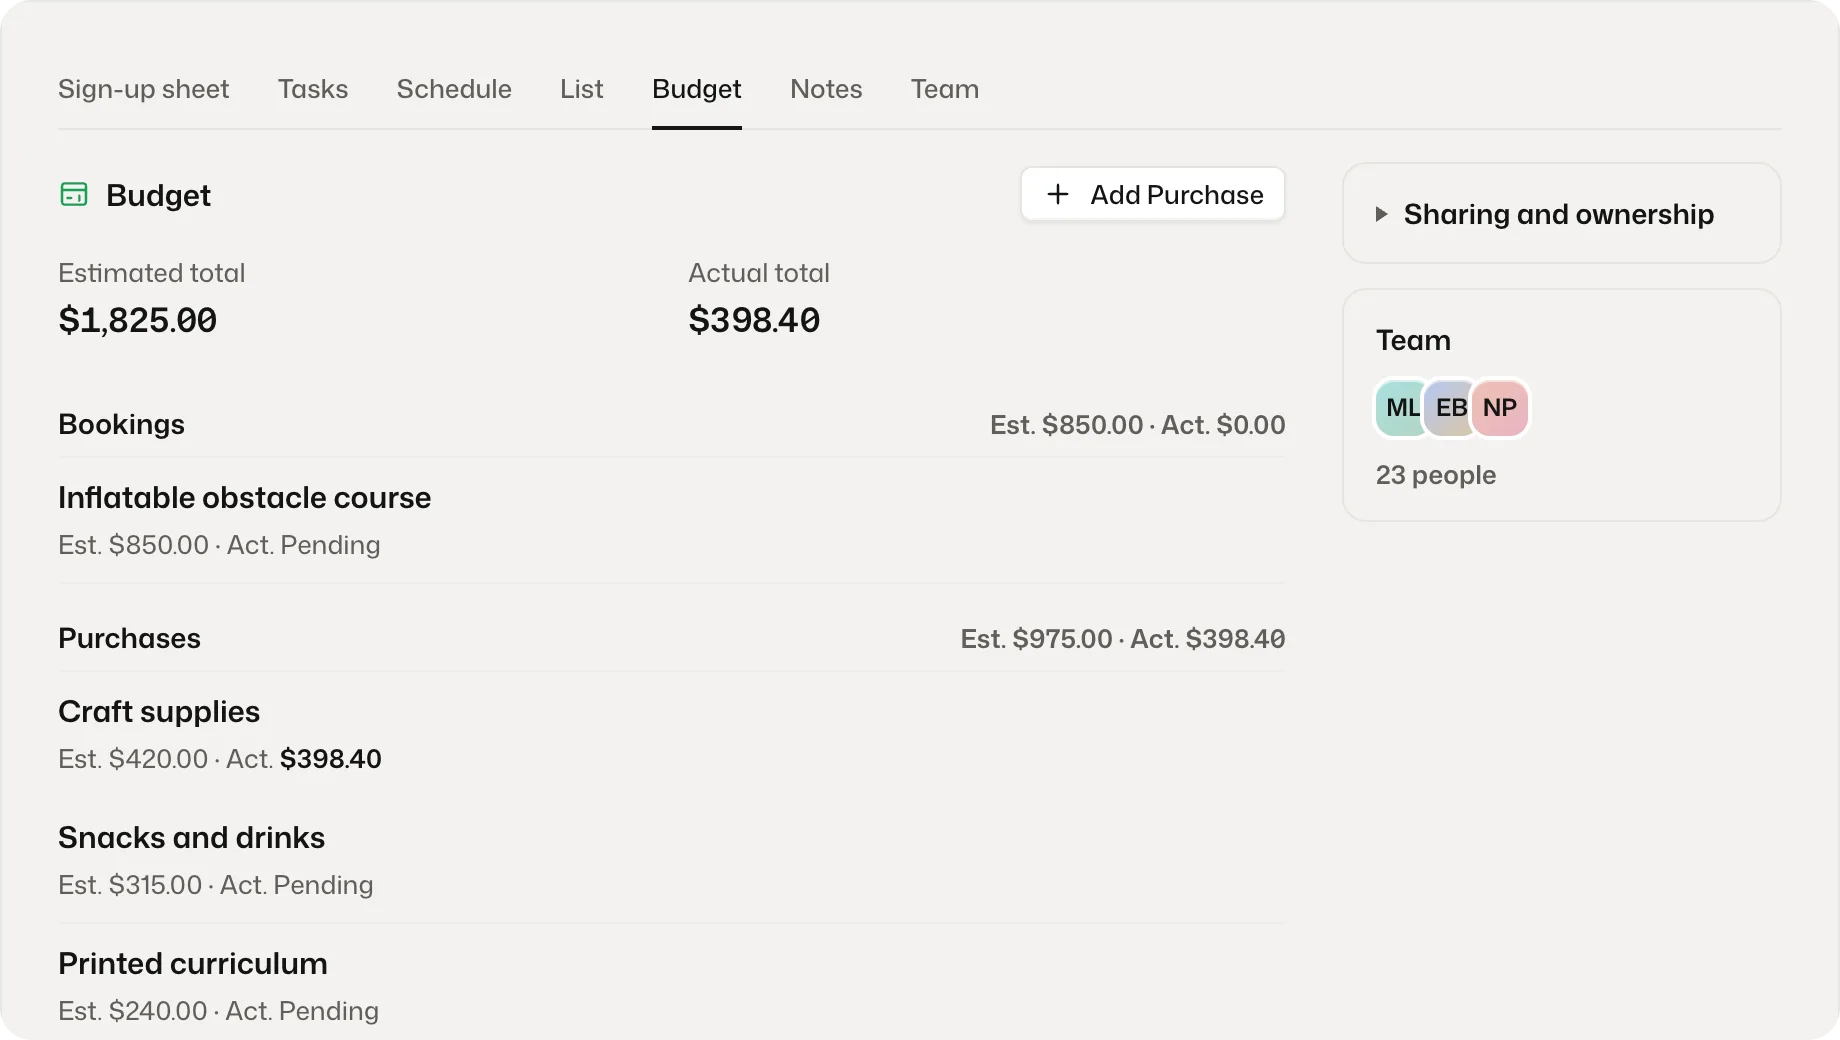 Sign-up sheet Tasks Schedule List Budget Notes Team
Budget
Add Purchase
Estimated total
$1,825.00
Actual total
$398.40
Bookings
Est. $850.00 · Act. $0.00
Inflatable obstacle course
Est. $850.00 · Act. Pending
Purchases
Est. $975.00 · Act. $398.40
Craft supplies
Est. $420.00 · Act. $398.40
Snacks and drinks
Est. $315.00 · Act. Pending
Printed curriculum
Est. $240.00 · Act. Pending
Sharing and ownership
Team
ML EB NP
23 people